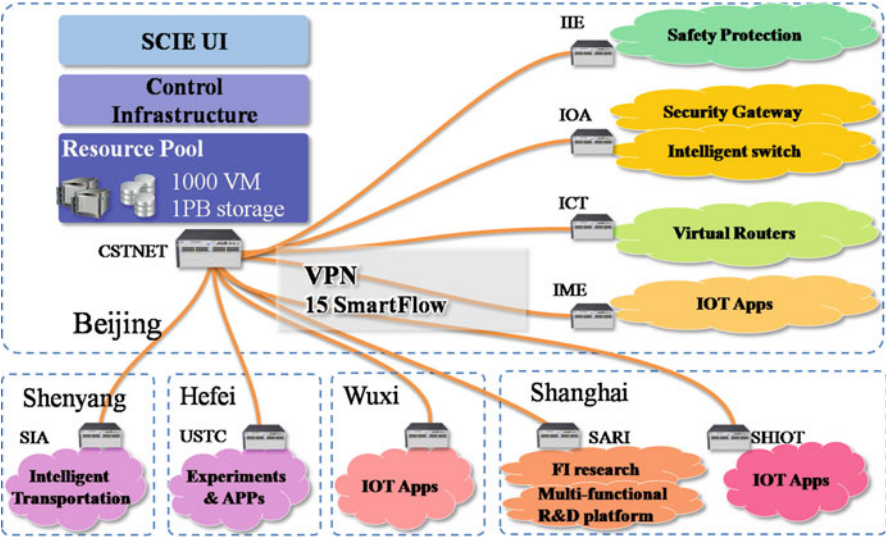 SCIE UI
Control
Infrastructure
Resource Pool
1000 VM
1PB storage
CSTNET
IIE
Safety Protection
IOA
Security Gateway
Intelligent switch
ICT
Virtual Routers
VPN
15 SmartFlow
IME
IOT Apps
Beijing
Shenyang
SIA
Intelligent
Transportation
Hefei
USTC
Experiments
& APPs
Wuxi
IOT Apps
Shanghai
SARI
FI research
Multi-functional
R&D platform
SHIOT
IOT Apps